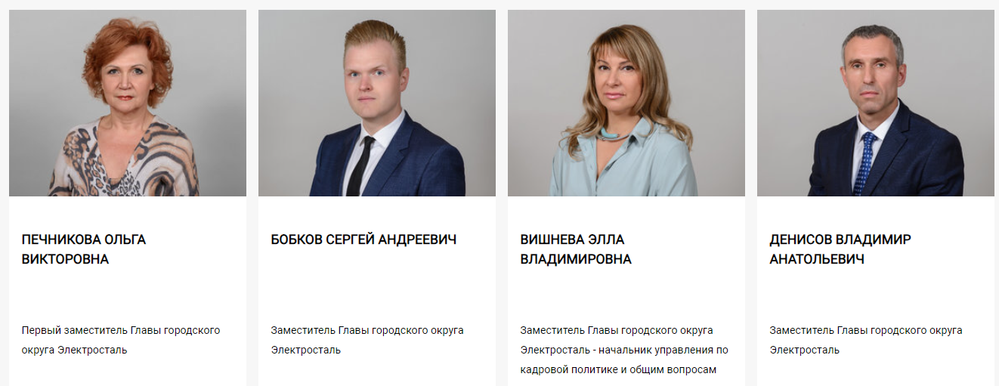 ПЕЧНИКОВА ОЛЬГА
ВИКТОРОВНА
Первый заместитель Главы городского
округа Электросталь
БОБКОВ СЕРГЕЙ АНДРЕЕВИЧ
Заместитель Главы городского округа
Электросталь
ВИШНЕВА ЭЛЛА
ВЛАДИМИРОВНА
Заместитель Главы городского округа
Электросталь - начальник управления по
кадровой политике и общим вопросам
ДЕНИСОВ ВЛАДИМИР
АНАТОЛЬЕВИЧ
Заместитель Главы городского округа
Электросталь